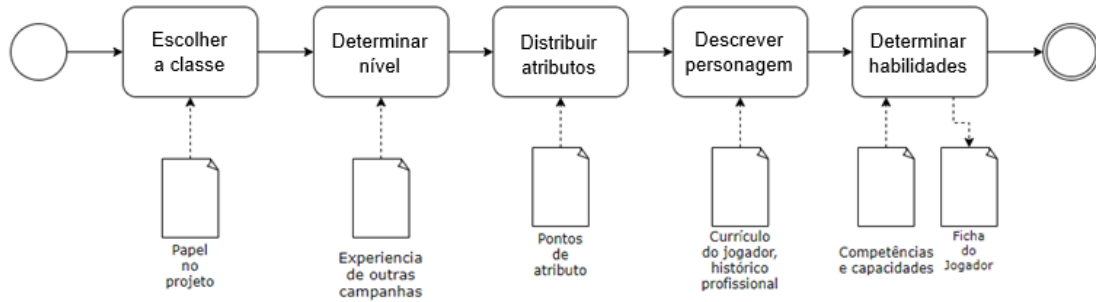 Escolher
a classe
Determinar
nível
Distribuir
atributos
Descrever
personagem
Determinar
habilidades
Papel
no
projeto
Experiencia
de outras
campanhas
Pontos
de
atributo
Currículo
do jogador,
histórico
profissional
Competências
e capacidades
Ficha
do
Jogador